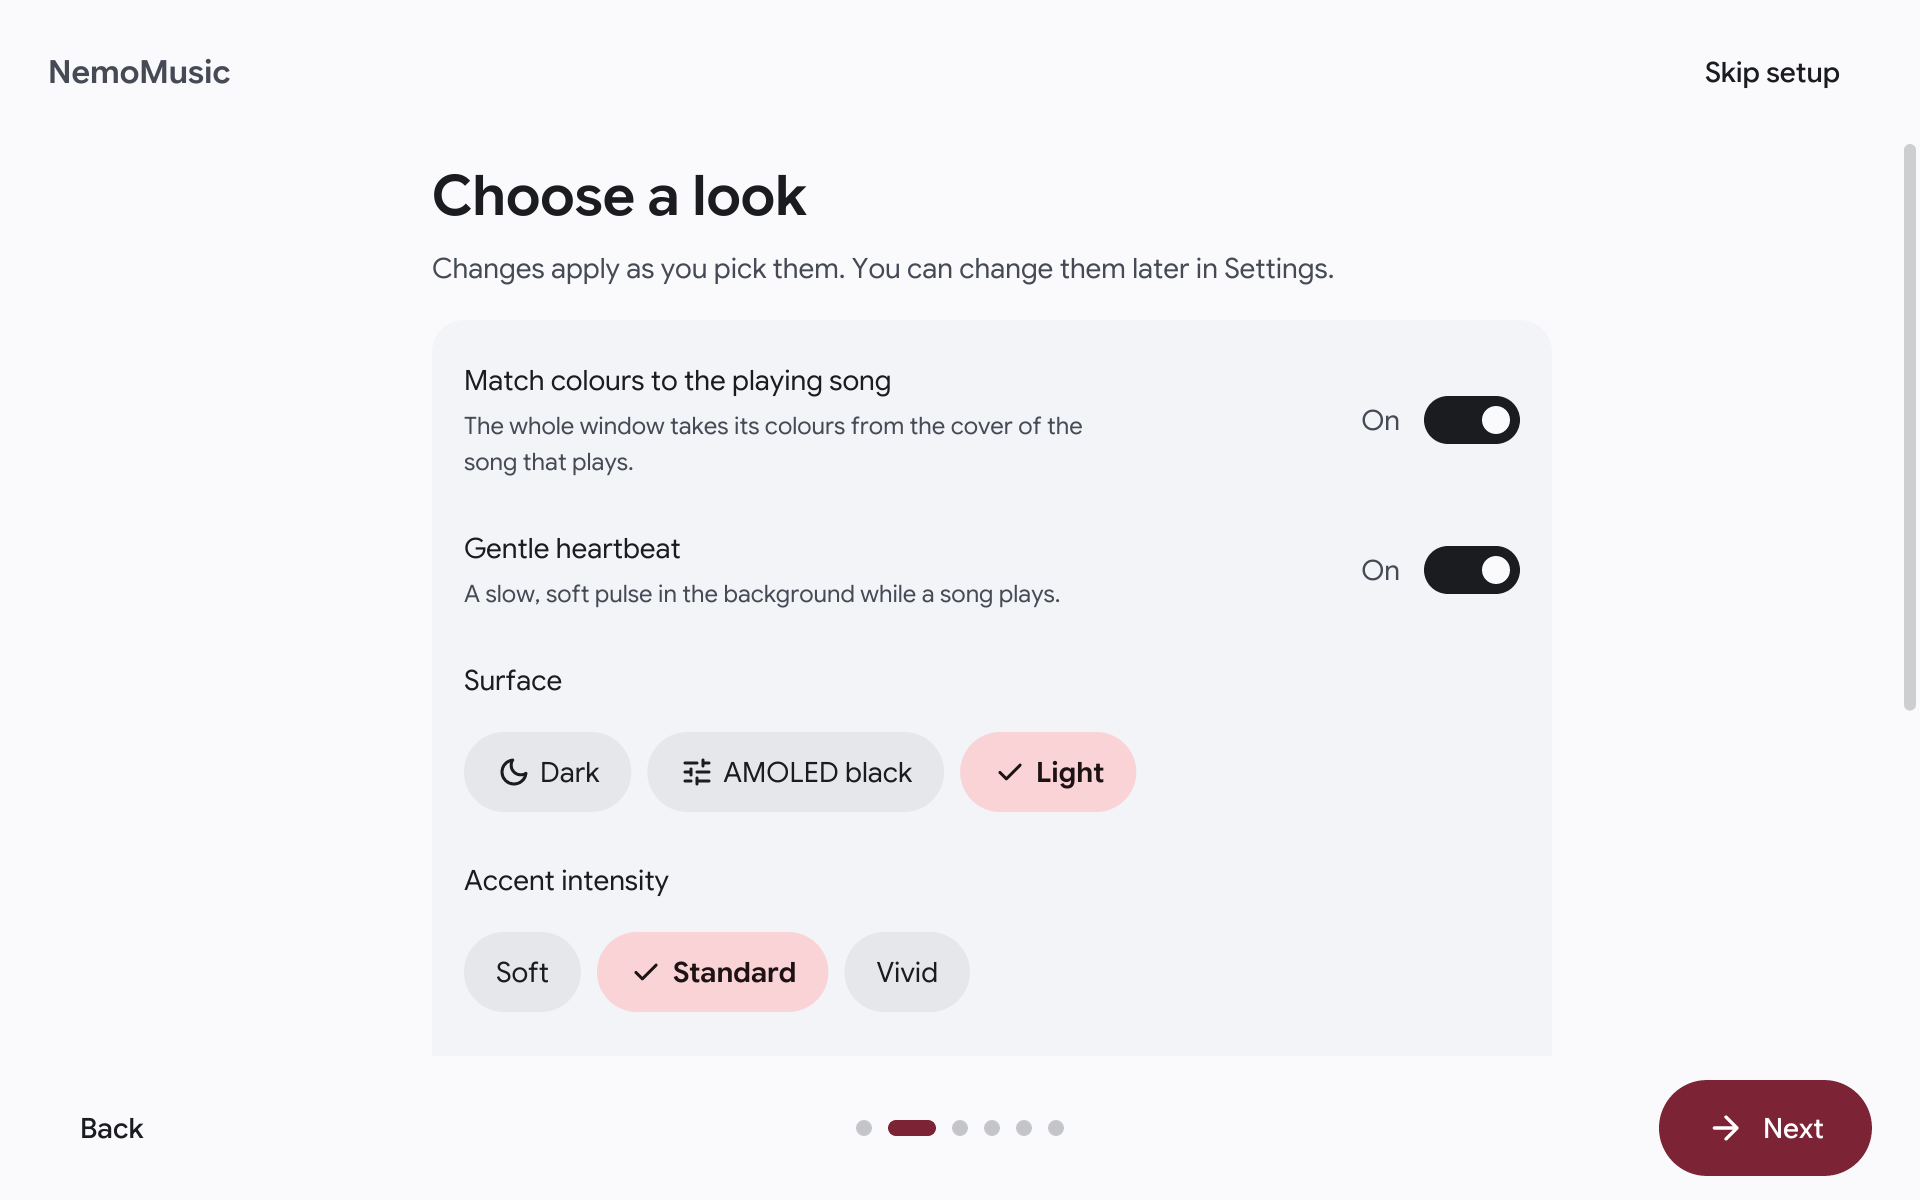 NemoMusic
Skip setup
Choose a look
Changes apply as you pick them. You can change them later in Settings.
Match colours to the playing song
The whole window takes its colours from the cover of the
song that plays.
On
Gentle heartbeat
A slow, soft pulse in the background while a song plays.
On
Surface
Dark
AMOLED black
Light
Accent intensity
Soft
Standard
Vivid
Back
Next